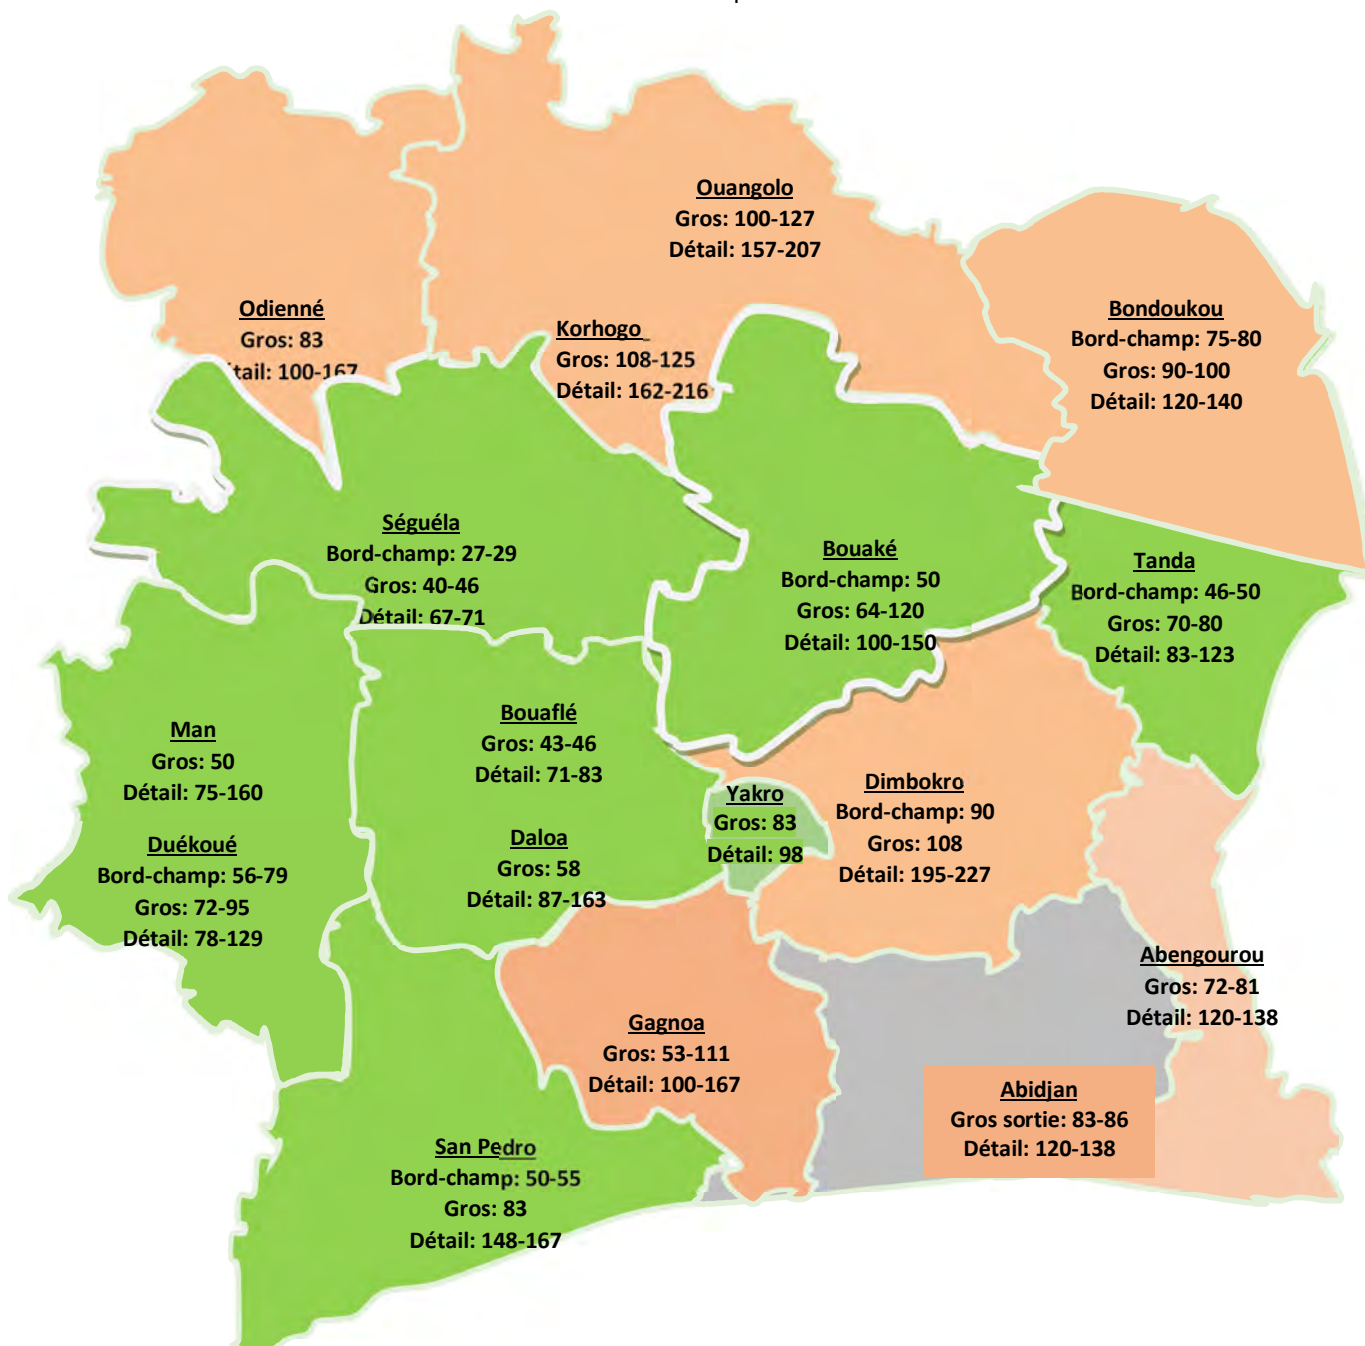 Ouangolo
Gros: 100-127
Détail: 157-207
Odienné
Gros: 83
tail: 100-167
Korhogo
Gros: 108-125
Détail: 162-216
Bondoukou
Bord-champ: 75-80
Gros: 90-100
Détail: 120-140
Séguéla
Bord-champ: 27-29
Gros: 40-46
Détail: 67-71
Bouaké
Bord-champ: 50
Gros: 64-120
Détail: 100-150
Tanda
Bord-champ: 46-50
Gros: 70-80
Détail: 83-123
Man
Gros: 50
Détail: 75-160
Duékoué
Bord-champ: 56-79
Gros: 72-95
Détail: 78-129
Bouaflé
Gros: 43-46
Détail: 71-83
Daloa
Gros: 58
Détail: 87-163
Yakro
Gros: 83
Détail: 98
Dimbokro
Bord-champ: 90
Gros: 108
Détail: 195-227
Abengourou
Gros: 72-81
Détail: 120-138
Gagnoa
Gros: 53-111
Détail: 100-167
Abidjan
Gros sortie: 83-86
Détail: 120-138
San Pedro
Bord-champ: 50-55
Gros: 83
Détail: 148-167